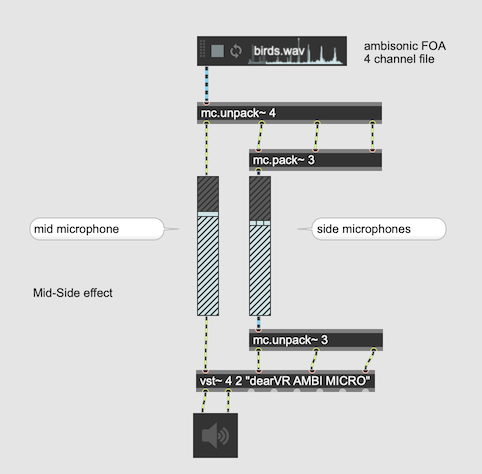 birds.wav
ambisonic FOA
4 channel file
mc.unpack~ 4
mc.pack~ 3
mid microphone
side microphones
Mid-Side effect
mc.unpack~ 3
vst~ 4 2 "dearVR AMBI MICRO"